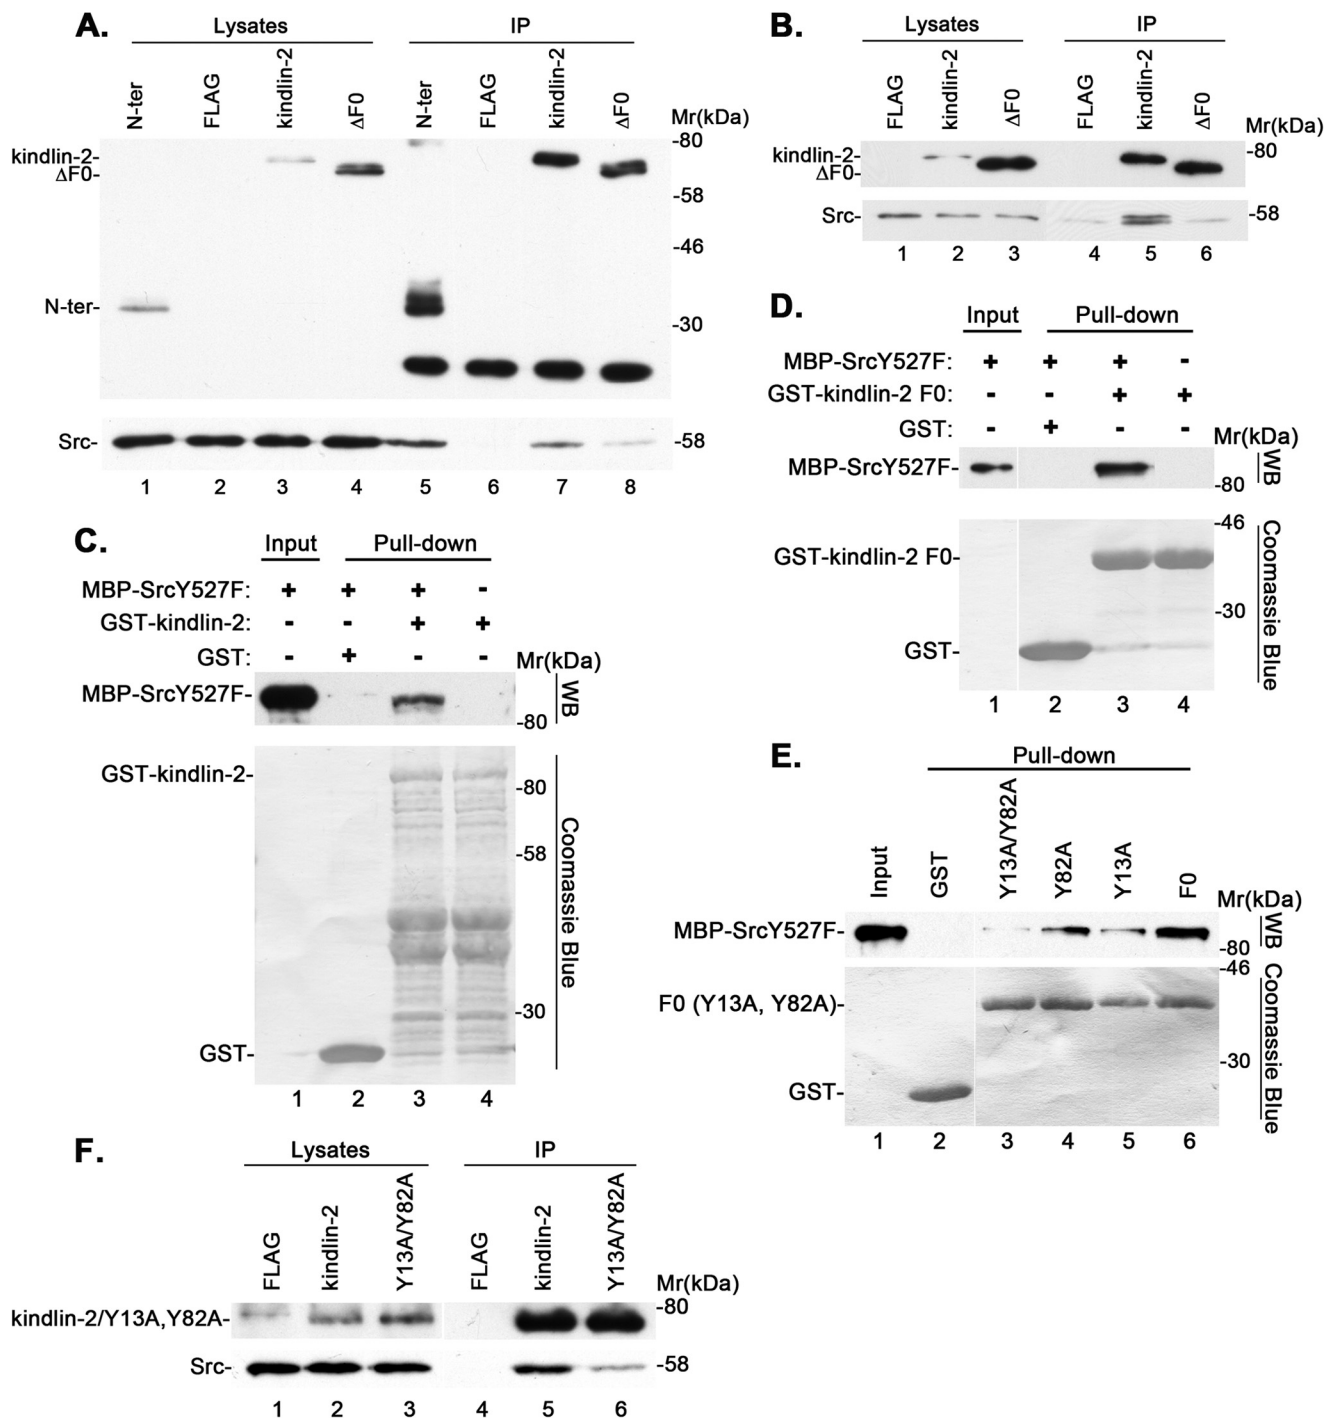 A.
Lysates IP
N-ter FLAG kindlin-2 ΔF0 N-ter FLAG kindlin-2 ΔF0
Mr(kDa)
kindlin-2- -80
ΔF0-
-58
-46
N-ter-
-30
Src- -58
1 2 3 4 5 6 7 8
B.
Lysates IP
FLAG kindlin-2 ΔF0 FLAG kindlin-2 ΔF0
Mr(kDa)
kindlin-2- -80
ΔF0-
Src- -58
1 2 3 4 5 6
C.
Input Pull-down
MBP-SrcY527F: + + + -
GST-kindlin-2: - - + +
GST: - + - -
Mr(kDa)
MBP-SrcY527F- WB
-80
GST-kindlin-2-
-80
-58
Coomassie Blue
-30
GST-
1 2 3 4
D.
Input Pull-down
MBP-SrcY527F: + + + -
GST-kindlin-2 F0: - - + +
GST: - + - -
Mr(kDa)
MBP-SrcY527F- WB
-80
-46
GST-kindlin-2 F0-
-30
Coomassie Blue
GST-
1 2 3 4
E.
Pull-down
Input GST Y13A/Y82A Y82A Y13A F0
Mr(kDa)
MBP-SrcY527F- WB
-80
-46
F0 (Y13A, Y82A)-
-30
Coomassie Blue
GST-
1 2 3 4 5 6
F.
Lysates IP
FLAG kindlin-2 Y13A/Y82A FLAG kindlin-2 Y13A/Y82A
Mr(kDa)
-80
kindlin-2/Y13A,Y82A-
Src- -58
1 2 3 4 5 6